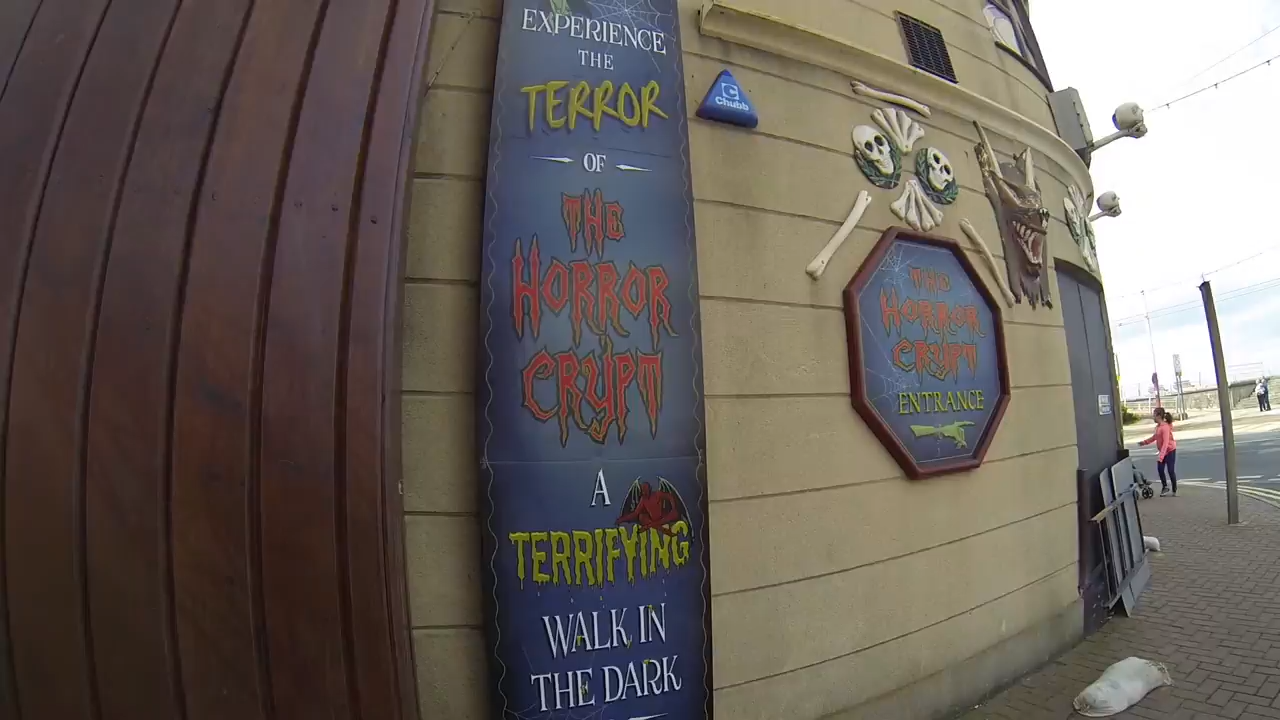 EXPERIENCE
THE
TERROR
OF
THE
HORROR
CRYPT
A
TERRIFYING
WALK IN
THE DARK
C
Chubb
THE
HORROR
CRYPT
ENTRANCE